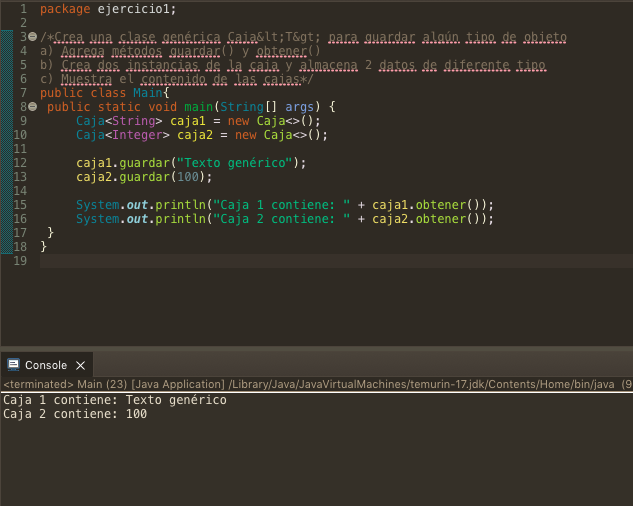 1 package ejercicio1;
2
3 /*Crea una clase genérica Caja&lt;T&gt; para guardar algún tipo de objeto
4 a) Agrega métodos guardar() y obtener()
5 b) Crea dos instancias de la caja y almacena 2 datos de diferente tipo
6 c) Muestra el contenido de las cajas*/
7 public class Main{
8 public static void main(String[] args) {
9 Caja<String> caja1 = new Caja<>();
10 Caja<Integer> caja2 = new Caja<>();
11
12 caja1.guardar("Texto genérico");
13 caja2.guardar(100);
14
15 System.out.println("Caja 1 contiene: " + caja1.obtener());
16 System.out.println("Caja 2 contiene: " + caja2.obtener());
17 }
18 }
19
Console
<terminated> Main (23) [Java Application] /Library/Java/JavaVirtualMachines/temurin-17.jdk/Contents/Home/bin/java (9
Caja 1 contiene: Texto genérico
Caja 2 contiene: 100